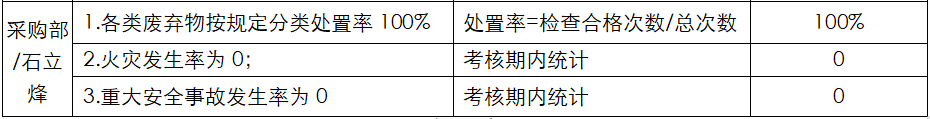 采购部
/石立
烽
1.各类废弃物按规定分类处置率 100%
处置率=检查合格次数/总次数
100%
2.火灾发生率为 0；
考核期内统计
0
3.重大安全事故发生率为 0
考核期内统计
0